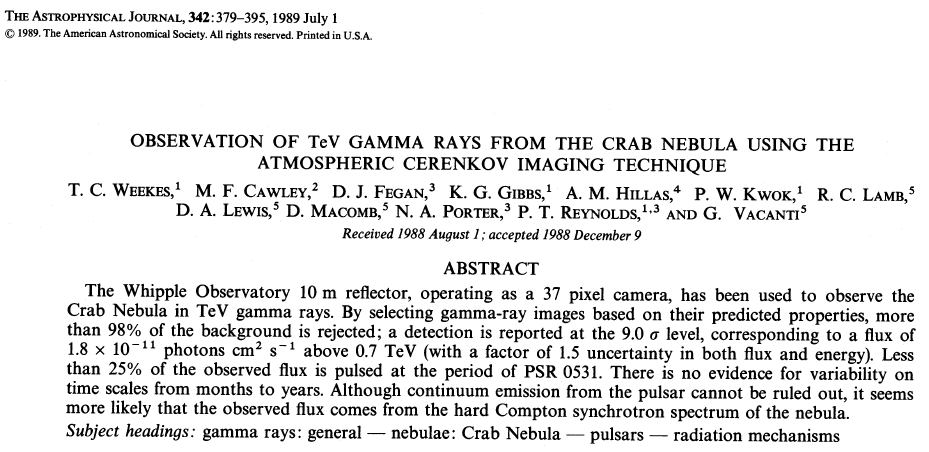 THE ASTROPHYSICAL JOURNAL, 342:379–395, 1989 July 1
© 1989. The American Astronomical Society. All rights reserved. Printed in U.S.A.
OBSERVATION OF TeV GAMMA RAYS FROM THE CRAB NEBULA USING THE
ATMOSPHERIC CERENKOV IMAGING TECHNIQUE
T. C. WEEKES,¹ M. F. CAWLEY,² D. J. FEGAN,³ K. G. GIBBS,¹ A. M. HILLAS,⁴ P. W. KWOK,¹ R. C. LAMB,⁵
D. A. LEWIS,⁵ D. MACOMB,⁵ N. A. PORTER,³ P. T. REYNOLDS,¹,³ AND G. VACANTI⁵
Received 1988 August 1; accepted 1988 December 9
ABSTRACT
The Whipple Observatory 10 m reflector, operating as a 37 pixel camera, has been used to observe the
Crab Nebula in TeV gamma rays. By selecting gamma-ray images based on their predicted properties, more
than 98% of the background is rejected; a detection is reported at the 9.0 σ level, corresponding to a flux of
1.8 × 10⁻¹¹ photons cm² s⁻¹ above 0.7 TeV (with a factor of 1.5 uncertainty in both flux and energy). Less
than 25% of the observed flux is pulsed at the period of PSR 0531. There is no evidence for variability on
time scales from months to years. Although continuum emission from the pulsar cannot be ruled out, it seems
more likely that the observed flux comes from the hard Compton synchrotron spectrum of the nebula.
Subject headings: gamma rays: general — nebulae: Crab Nebula — pulsars — radiation mechanisms